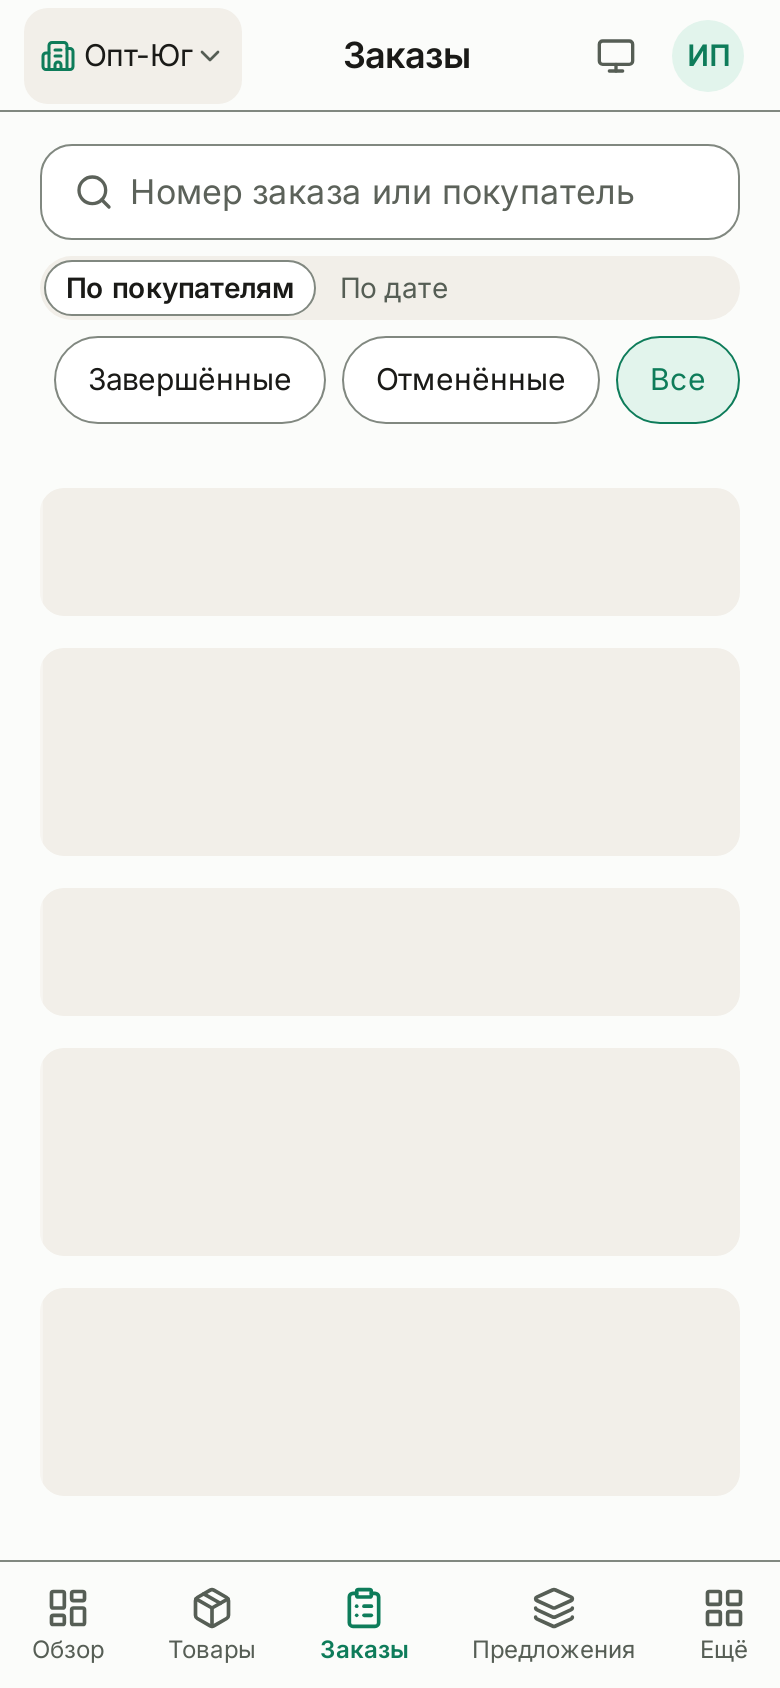 Опт-Юг
Заказы
ИП
Номер заказа или покупатель
По покупателям
По дате
Завершённые
Отменённые
Все
Обзор
Товары
Заказы
Предложения
Ещё